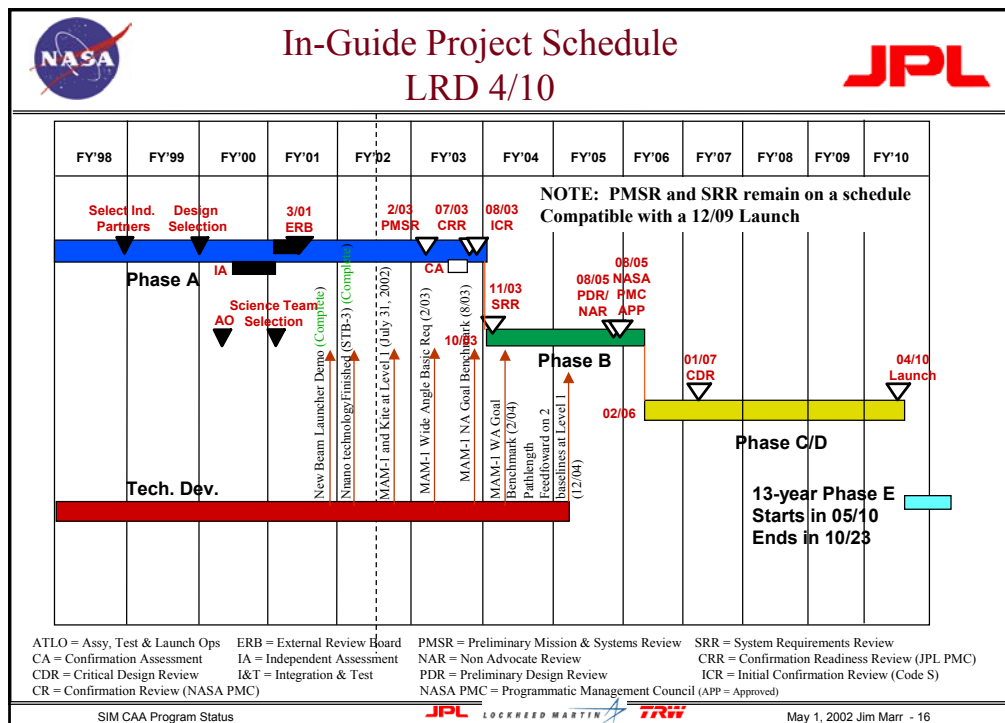 NASA
In-Guide Project Schedule
LRD 4/10
JPL
FY'98 FY'99 FY'00 FY'01 FY'02 FY'03 FY'04 FY'05 FY'06 FY'07 FY'08 FY'09 FY'10
NOTE: PMSR and SRR remain on a schedule
Compatible with a 12/09 Launch
Select Ind.
Partners
Design
Selection
3/01
ERB
2/03
PMSR
07/03
CRR
08/03
ICR
Phase A
IA
CA
AO
Science Team
Selection
11/03
SRR
10/03
08/05
PDR/
NAR
08/05
NASA
PMC
APP
Phase B
02/06
01/07
CDR
04/10
Launch
Phase C/D
New Beam Launcher Demo (Complete)
Nnano technologyFinished (STB-3) (Complete)
MAM-1 and Kite at Level 1 (July 31, 2002)
MAM-1 Wide Angle Basic Req (2/03)
MAM-1 NA Goal Benchmark (8/03)
MAM-1 WA Goal
Benchmark (2/04)
Pathlength
Feedfoward on 2
baselines at Level 1
(12/04)
Tech. Dev.
13-year Phase E
Starts in 05/10
Ends in 10/23
ATLO = Assy, Test & Launch Ops ERB = External Review Board PMSR = Preliminary Mission & Systems Review SRR = System Requirements Review
CA = Confirmation Assessment IA = Independent Assessment NAR = Non Advocate Review CRR = Confirmation Readiness Review (JPL PMC)
CDR = Critical Design Review I&T = Integration & Test PDR = Preliminary Design Review ICR = Initial Confirmation Review (Code S)
CR = Confirmation Review (NASA PMC) NASA PMC = Programmatic Management Council (APP = Approved)
SIM CAA Program Status JPL LOCKHEED MARTIN TRW May 1, 2002 Jim Marr - 16